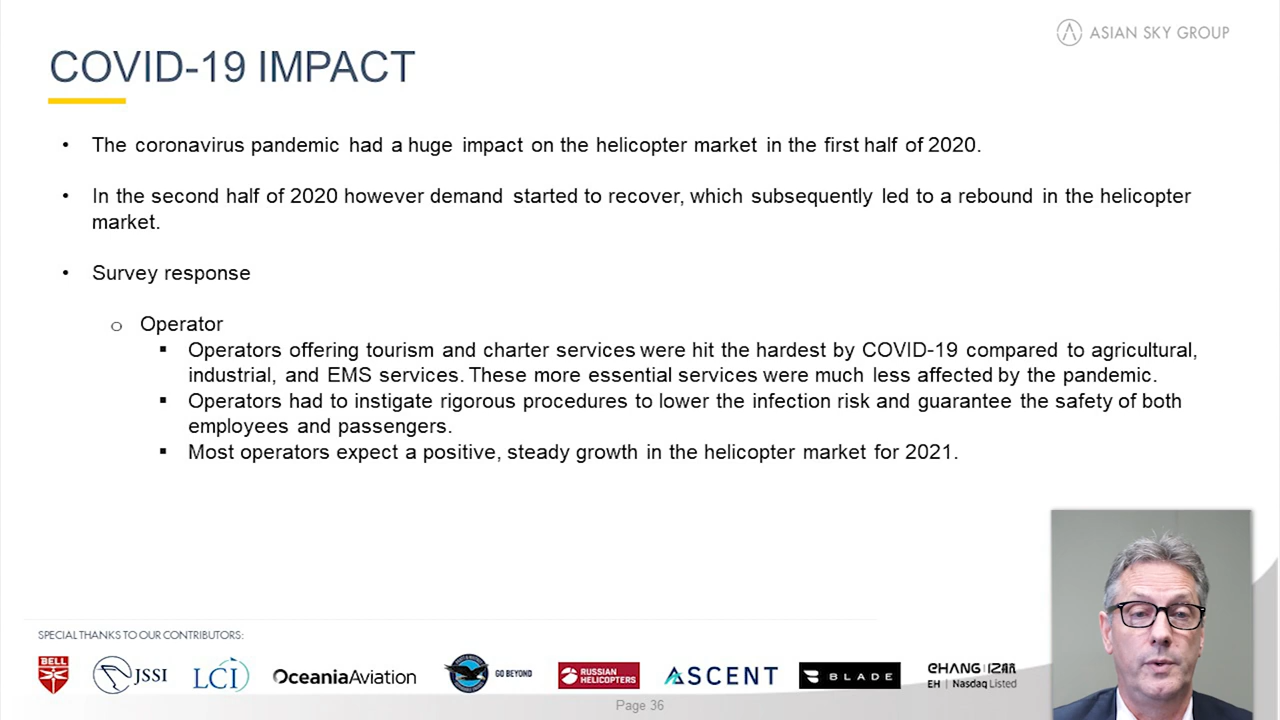 ASIAN SKY GROUP
COVID-19 IMPACT
• The coronavirus pandemic had a huge impact on the helicopter market in the first half of 2020.
• In the second half of 2020 however demand started to recover, which subsequently led to a rebound in the helicopter
market.
• Survey response
o Operator
▪ Operators offering tourism and charter services were hit the hardest by COVID-19 compared to agricultural,
industrial, and EMS services. These more essential services were much less affected by the pandemic.
▪ Operators had to instigate rigorous procedures to lower the infection risk and guarantee the safety of both
employees and passengers.
▪ Most operators expect a positive, steady growth in the helicopter market for 2021.
SPECIAL THANKS TO OUR CONTRIBUTORS:
BELL
JSSI
LCI
OceaniaAviation
GO BEYOND
RUSSIAN
HELICOPTERS
ASCENT
BLADE
EHANG | 亿航
EH | Nasdaq Listed
Page 36